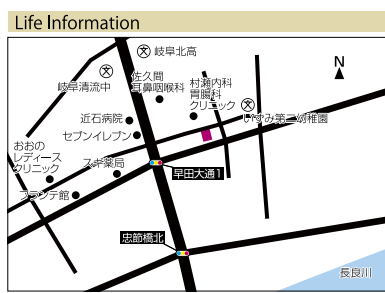 Life Information
岐阜北高
N
岐阜清流中
佐久間
耳鼻咽喉科
村瀬内科
胃腸科
クリニック
いずみ第二幼稚園
近石病院
セブンイレブン
おおの
レディース
クリニック
スギ薬局
早田大通1
プランテ館
忠節橋北
長良川